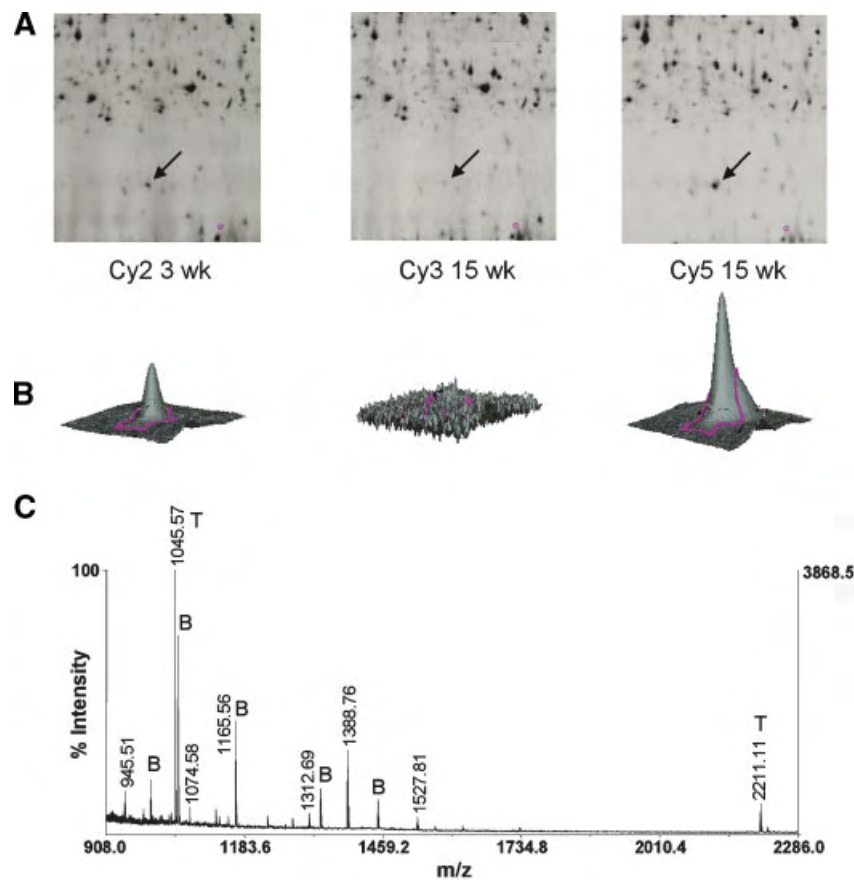 A
Cy2 3 wk
Cy3 15 wk
Cy5 15 wk
B
C
1045.57
T
100
3868.5
B
% Intensity
945.51
B
1074.58
1165.56
B
1312.69
B
1388.76
B
1527.81
T
2211.11
908.0
1183.6
1459.2
1734.8
2010.4
2286.0
m/z